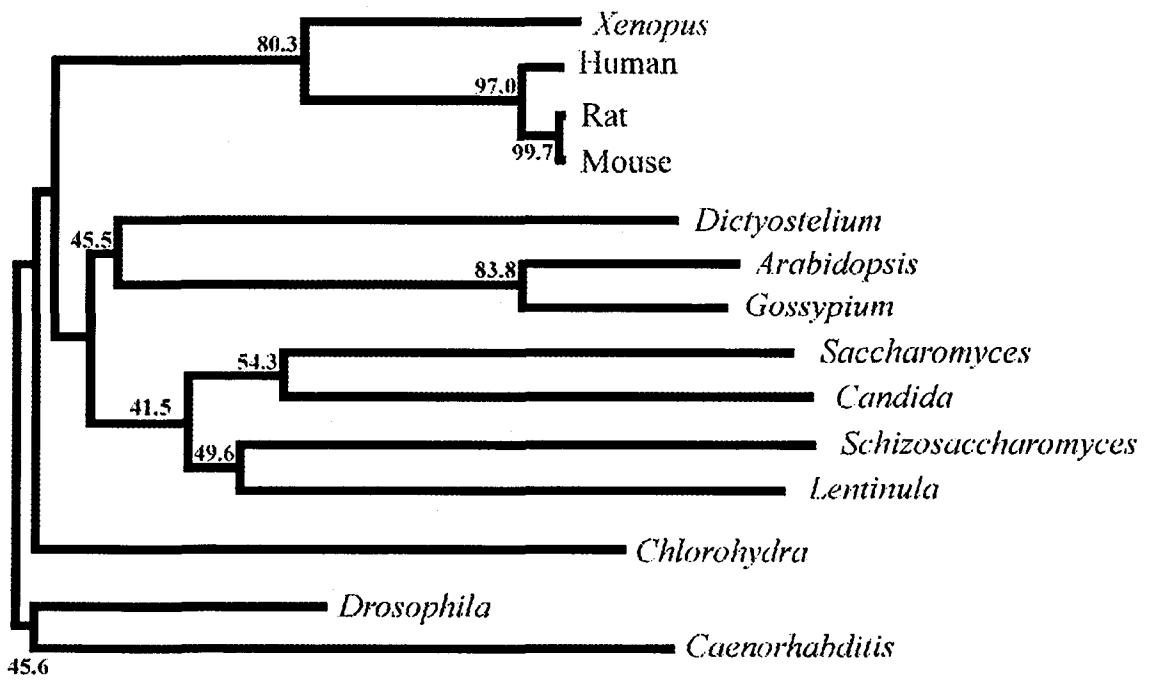 80.3
Xenopus
97.0
Human
Rat
99.7
Mouse
45.5
Dictyostelium
83.8
Arabidopsis
Gossypium
54.3
Saccharomyces
Candida
41.5
49.6
Schizosaccharomyces
Lentinula
Chlorohydra
Drosophila
Caenorhabditis
45.6